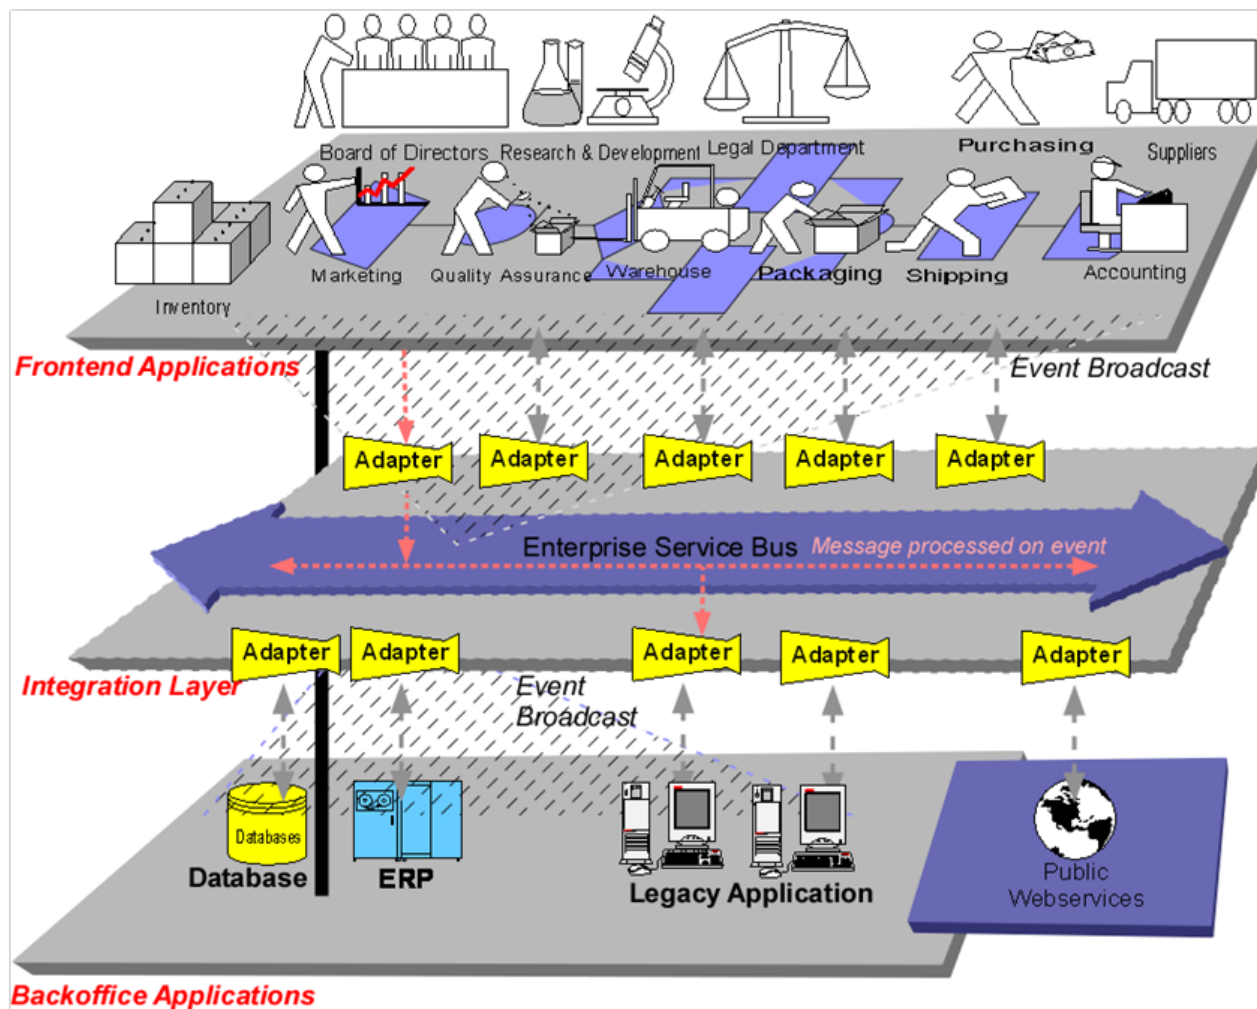 Board of Directors
Research & Development
Legal Department
Purchasing
Suppliers
Inventory
Marketing
Quality Assurance
Warehouse
Packaging
Shipping
Accounting
Frontend Applications
Event Broadcast
Adapter
Adapter
Adapter
Adapter
Adapter
Enterprise Service Bus
Message processed on event
Adapter
Adapter
Adapter
Adapter
Adapter
Integration Layer
Event
Broadcast
Databases
Database
ERP
Legacy Application
Public
Webservices
Backoffice Applications